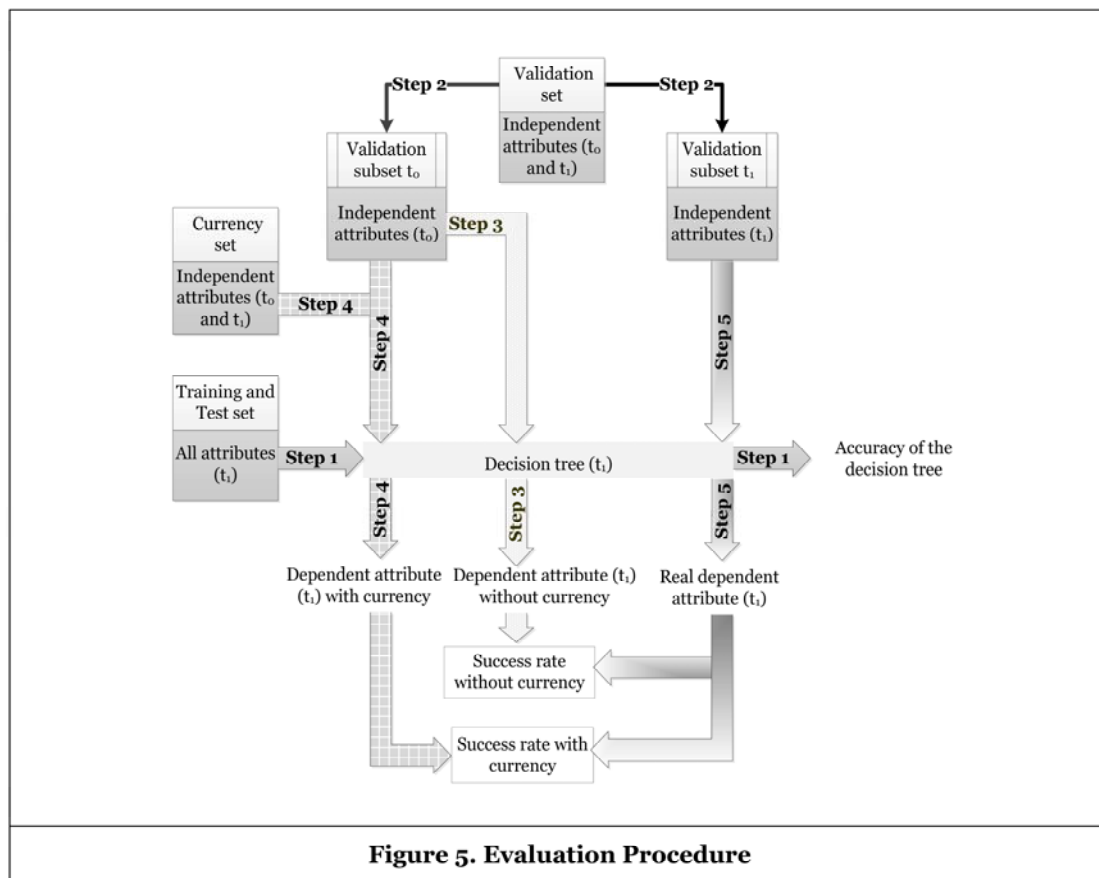 Step 2
Validation
set
Independent
attributes (t₀
and t₁)
Step 2
Validation
subset t₀
Independent
attributes (t₀)
Validation
subset t₁
Independent
attributes (t₁)
Step 3
Currency
set
Independent
attributes (t₀
and t₁)
Step 4
Step 4
Step 5
Training and
Test set
All attributes
(t₁)
Step 1
Decision tree (t₁)
Step 1
Accuracy of the
decision tree
Step 4
Step 3
Step 5
Dependent attribute
(t₁) with currency
Dependent attribute (t₁)
without currency
Real dependent
attribute (t₁)
Success rate
without currency
Success rate with
currency
Figure 5. Evaluation Procedure